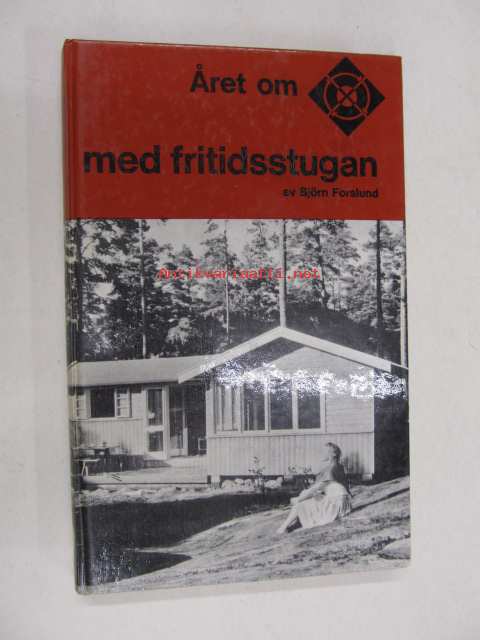 Året om
med fritidsstugan
av Björn Forslund
Antikvariaatti.net